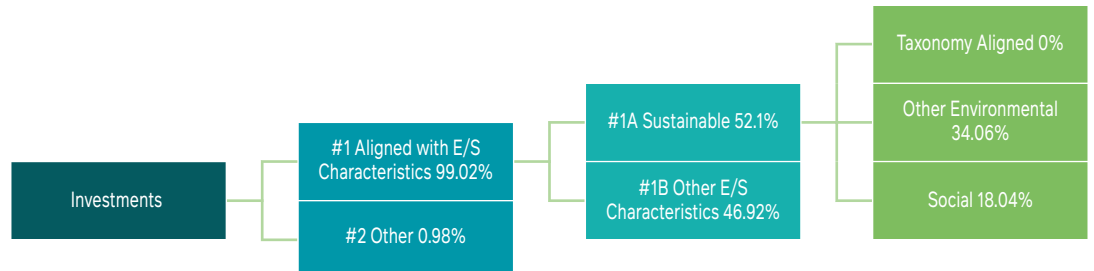 Investments
#1 Aligned with E/S
Characteristics 99.02%
#2 Other 0.98%
#1A Sustainable 52.1%
#1B Other E/S
Characteristics 46.92%
Taxonomy Aligned 0%
Other Environmental
34.06%
Social 18.04%